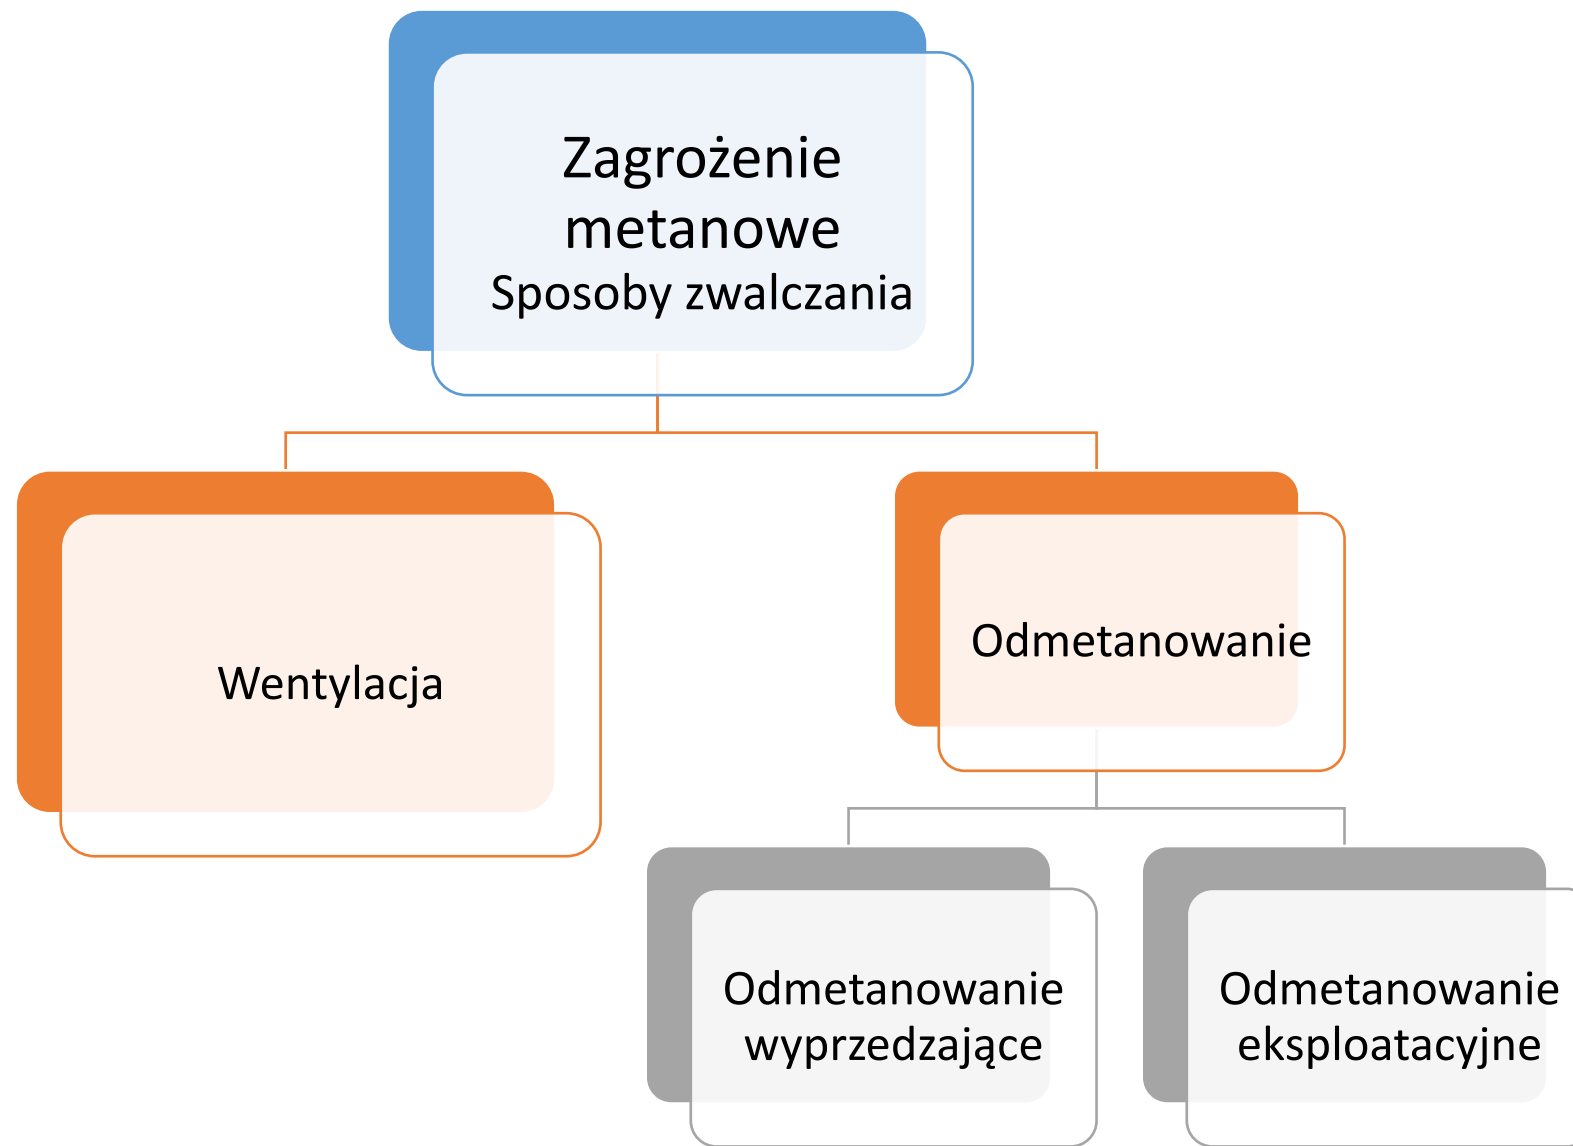 Zagrożenie
metanowe
Sposoby zwalczania
Wentylacja
Odmetanowanie
Odmetanowanie
wyprzedzające
Odmetanowanie
eksploatacyjne